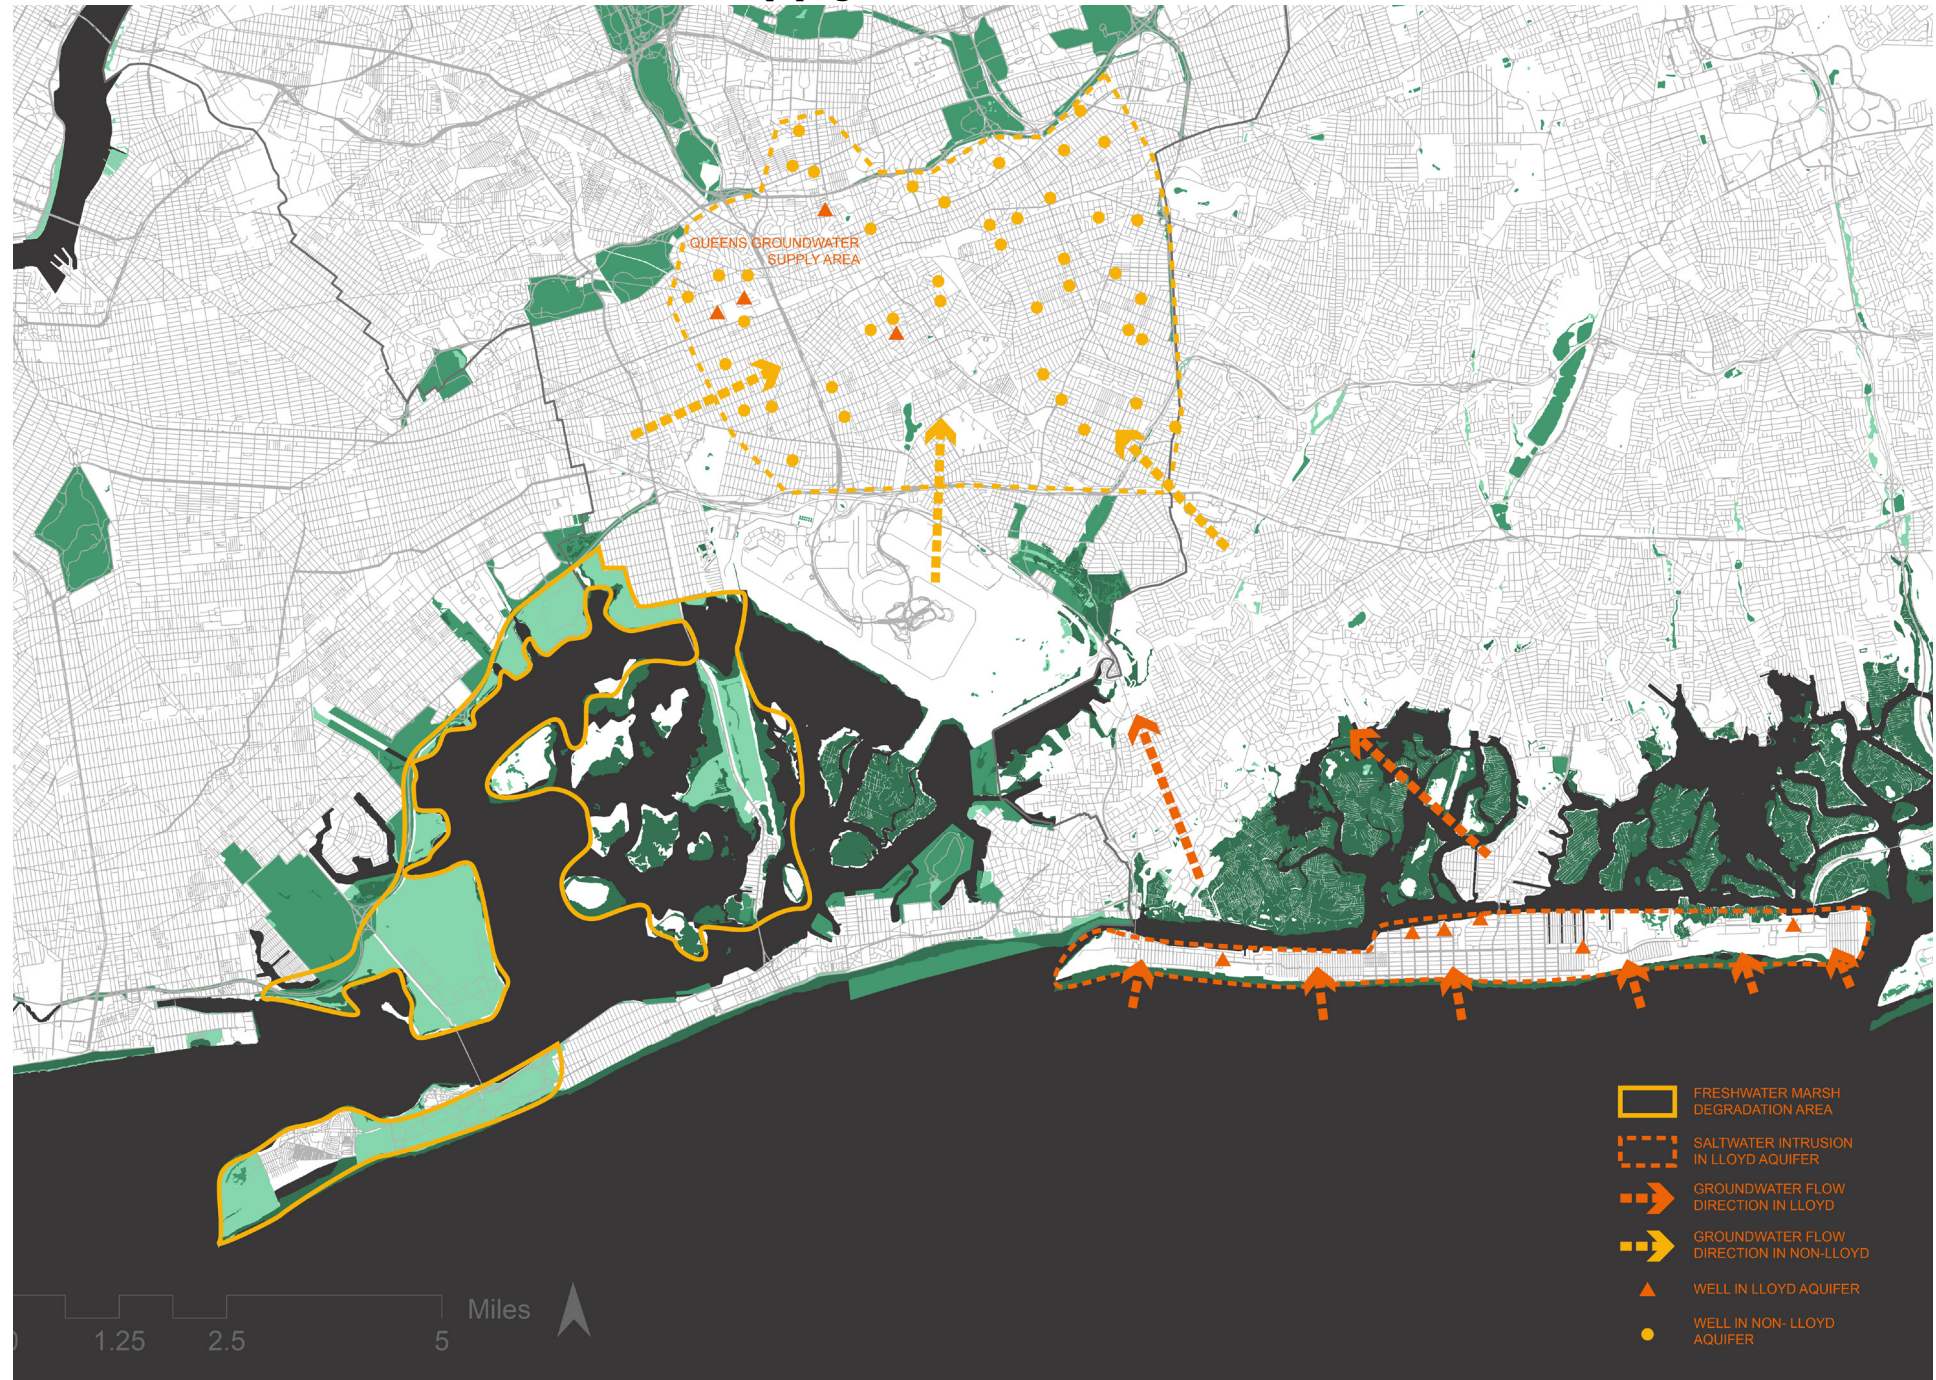 QUEENS GROUNDWATER
SUPPLY AREA
FRESHWATER MARSH
DEGRADATION AREA
SALTWATER INTRUSION
IN LLOYD AQUIFER
GROUNDWATER FLOW
DIRECTION IN LLOYD
GROUNDWATER FLOW
DIRECTION IN NON-LLOYD
WELL IN LLOYD AQUIFER
WELL IN NON- LLOYD
AQUIFER
Miles
0 1.25 2.5 5